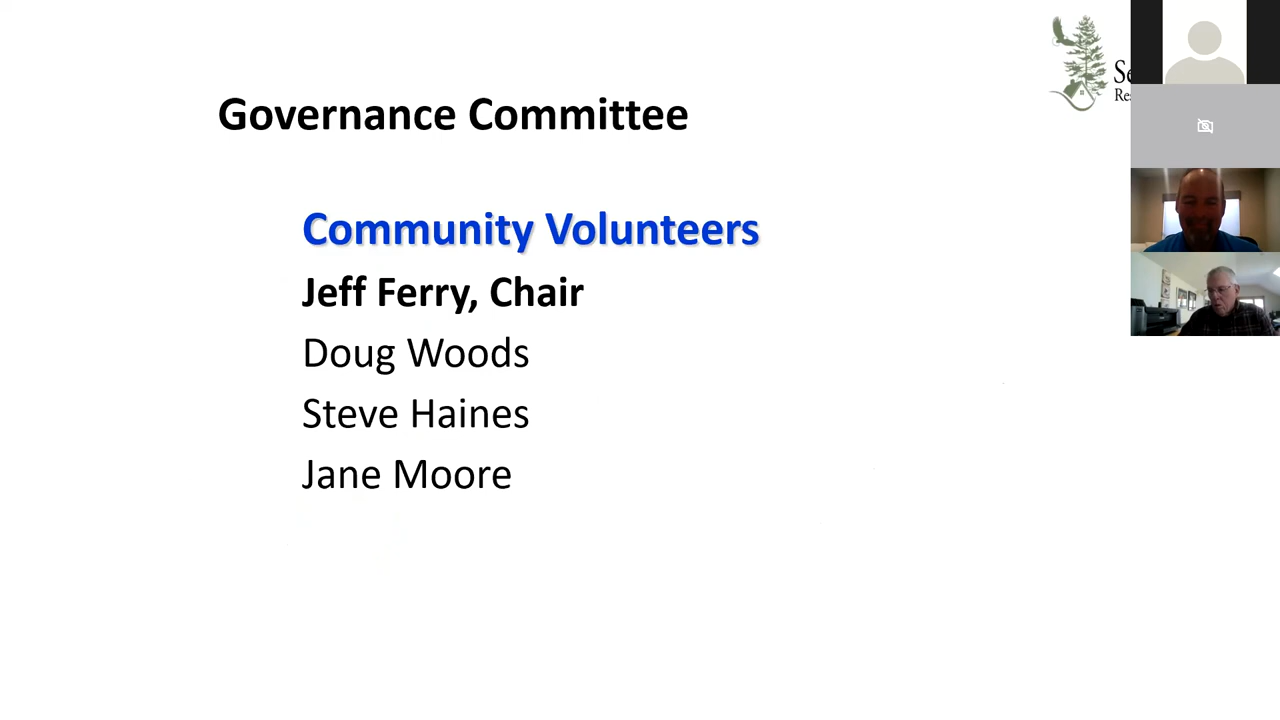 Governance Committee
Community Volunteers
Jeff Ferry, Chair
Doug Woods
Steve Haines
Jane Moore